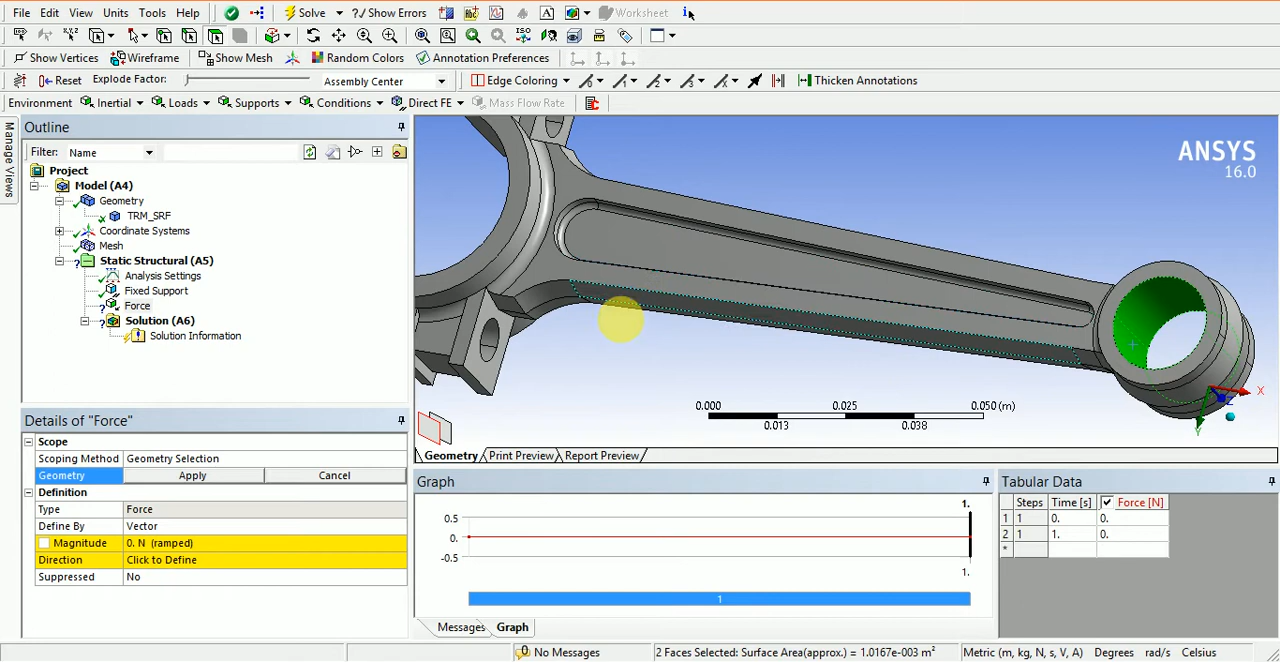 File Edit View Units Tools Help Solve ?/ Show Errors Worksheet
Show Vertices Wireframe Show Mesh Random Colors Annotation Preferences
Reset Explode Factor: Assembly Center Edge Coloring Thicken Annotations
Environment Inertial Loads Supports Conditions Direct FE Mass Flow Rate
Manage Views
Outline
Filter: Name
Project
Model (A4)
Geometry
TRM_SRF
Coordinate Systems
Mesh
Static Structural (A5)
Analysis Settings
Fixed Support
Force
Solution (A6)
Solution Information
ANSYS
16.0
0.000 0.025 0.050 (m)
0.013 0.038
X
Y
Z
Geometry Print Preview Report Preview
Details of "Force"
Scope
Scoping Method Geometry Selection
Geometry Apply Cancel
Definition
Type Force
Define By Vector
Magnitude 0. N (ramped)
Direction Click to Define
Suppressed No
Graph
1.
0.5
0.
-0.5
1.
1
Messages Graph
Tabular Data
Steps Time [s] Force [N]
1 1 0. 0.
2 1 1. 0.
*
No Messages 2 Faces Selected: Surface Area(approx.) = 1.0167e-003 m² Metric (m, kg, N, s, V, A) Degrees rad/s Celsius